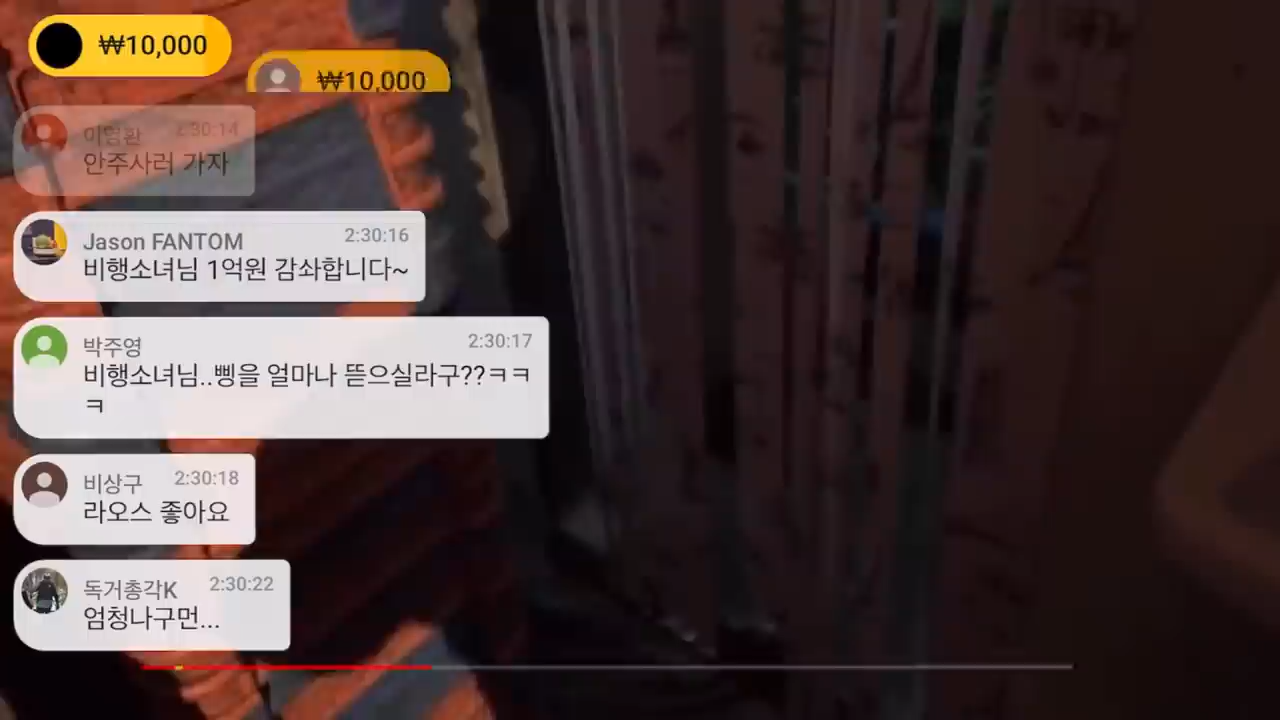 ₩10,000
₩10,000
이명환 2:30:14
안주사러 가자
Jason FANTOM 2:30:16
비행소녀님 1억원 감솨합니다~
박주영 2:30:17
비행소녀님..삥을 얼마나 뜯으실라구??ㅋㅋ
ㅋ
비상구 2:30:18
라오스 좋아요
독거총각K 2:30:22
엄청나구먼...